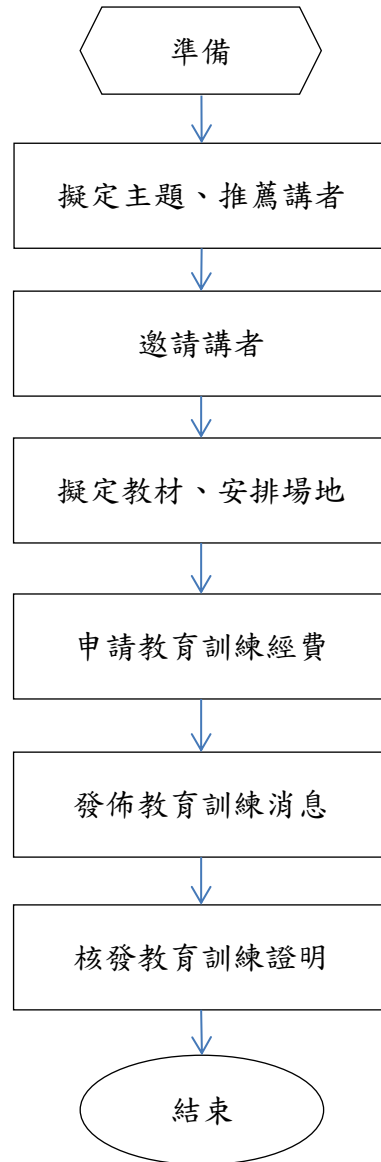 準備
擬定主題、推薦講者
邀請講者
擬定教材、安排場地
申請教育訓練經費
發佈教育訓練消息
核發教育訓練證明
結束